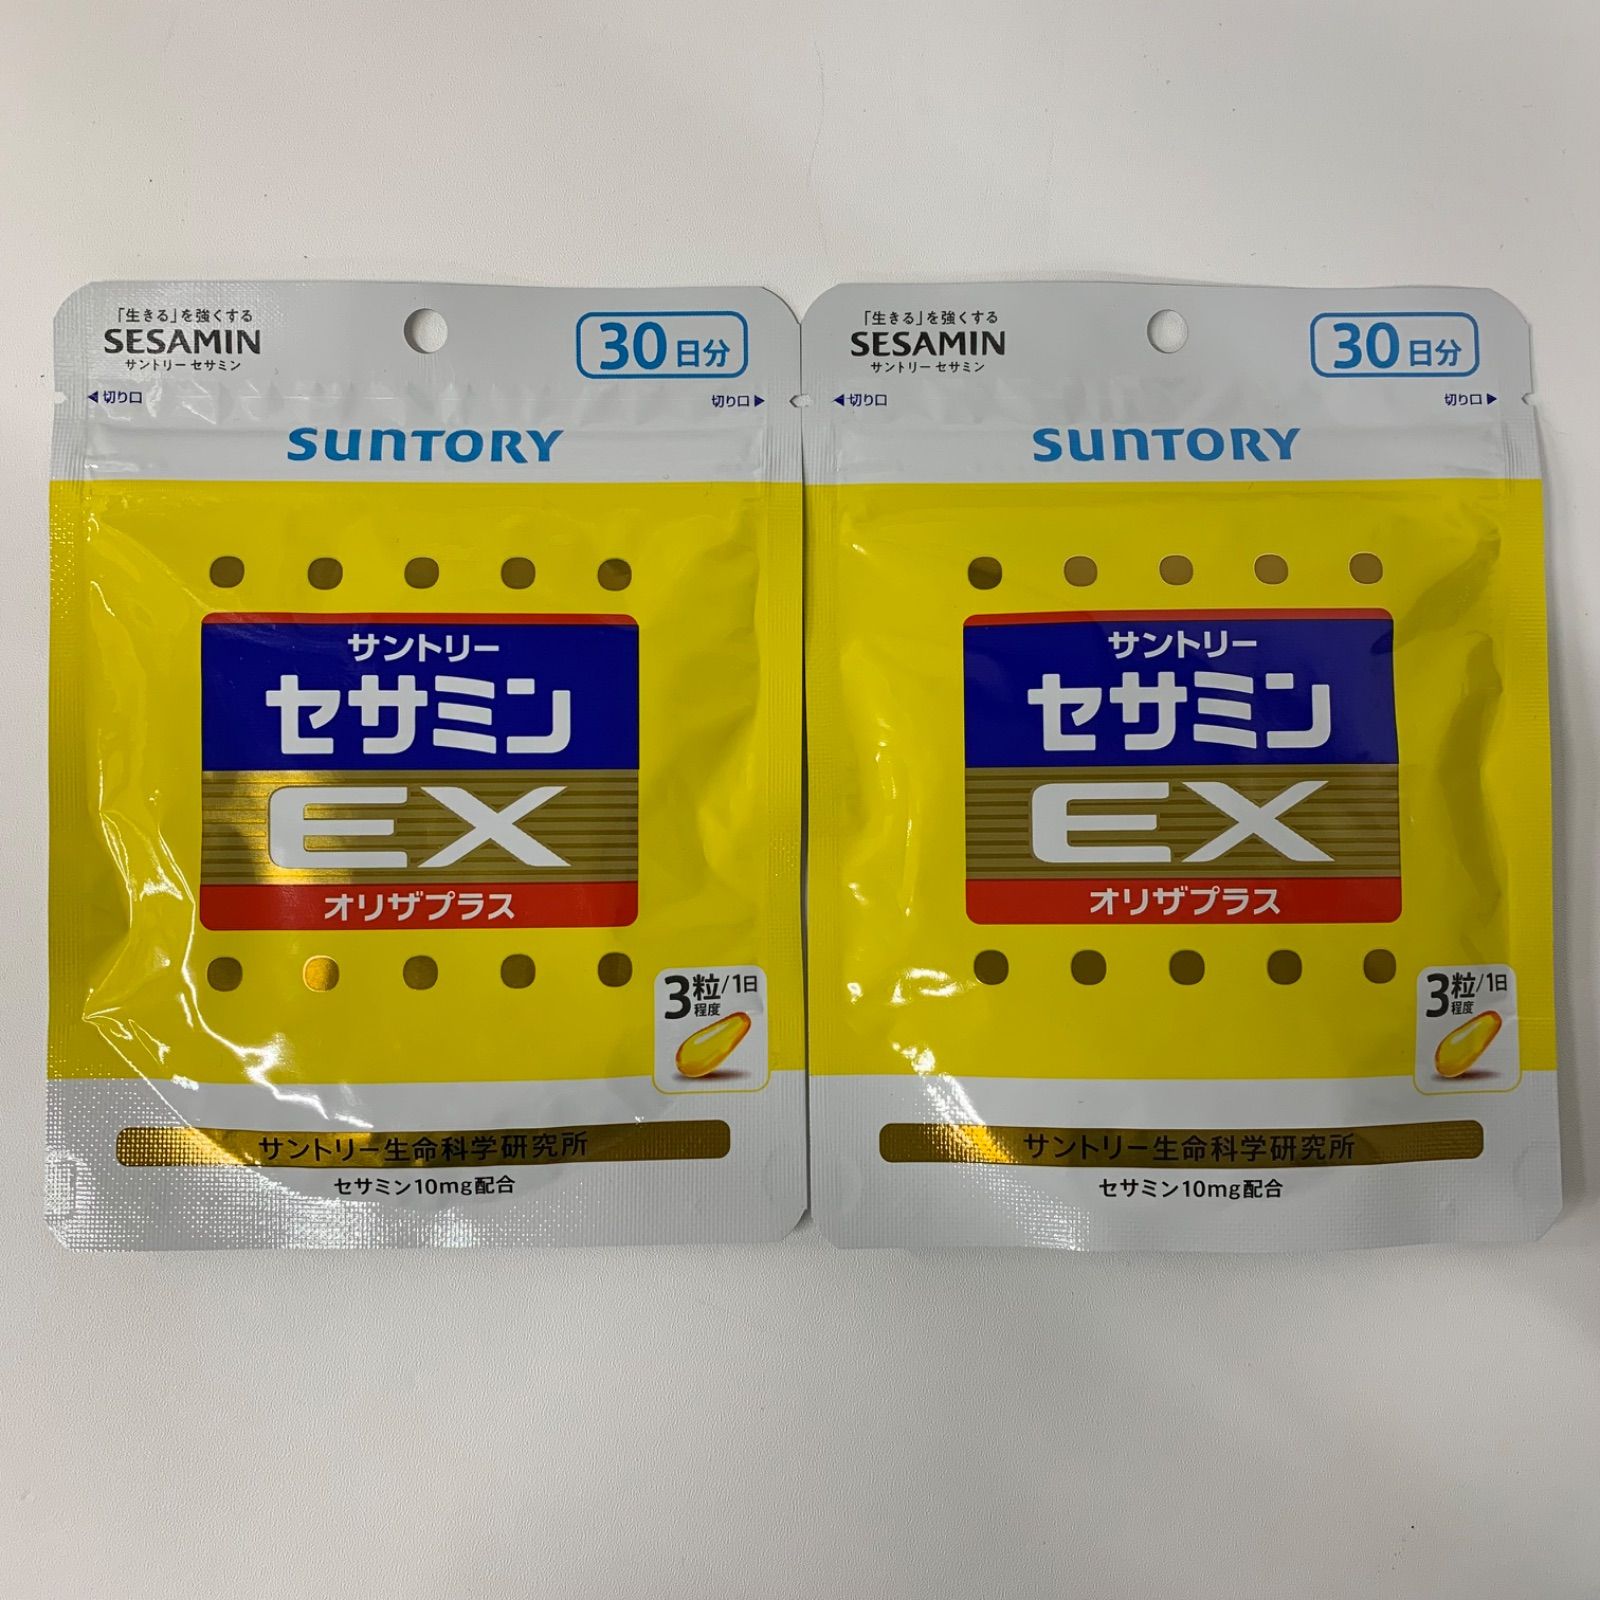 「生きる」を強くする
SESAMIN
サントリー セサミン
30日分
◀切り口
切り口▶
SUNTORY
サントリー
セサミン
EX
オリザプラス
3粒/1日
程度
サントリー生命科学研究所
セサミン10mg配合
「生きる」を強くする
SESAMIN
サントリー セサミン
30日分
◀切り口
切り口▶
SUNTORY
サントリー
セサミン
EX
オリザプラス
3粒/1日
程度
サントリー生命科学研究所
セサミン10mg配合